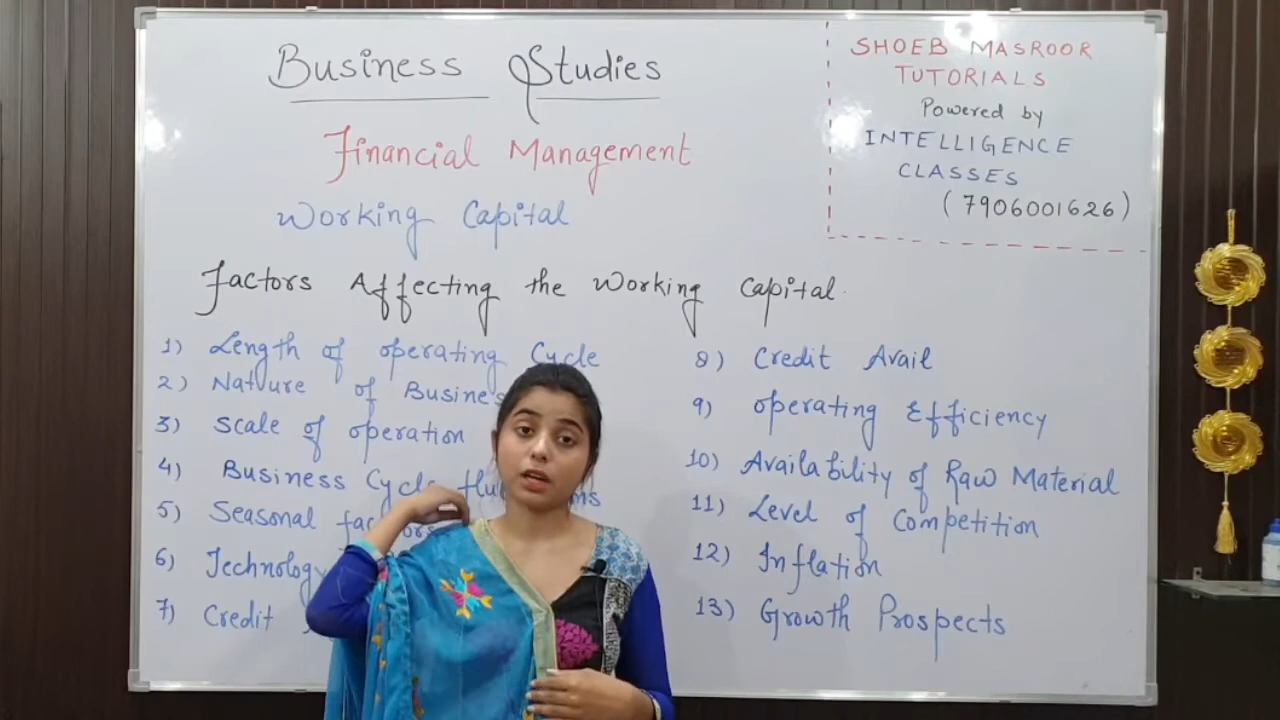 Business Studies
Financial Management
Working Capital
Factors Affecting the Working Capital
1) Length of operating Cycle
2) Nature of Busines
3) Scale of operation
4) Business Cycle
5) Seasonal factors
6) Technology
7) Credit
8) Credit Avail
9) Operating Efficiency
10) Availability of Raw Material
11) Level of Competition
12) Inflation
13) Growth Prospects
SHOEB MASROOR
TUTORIALS
Powered by
INTELLIGENCE
CLASSES
(7906001626)